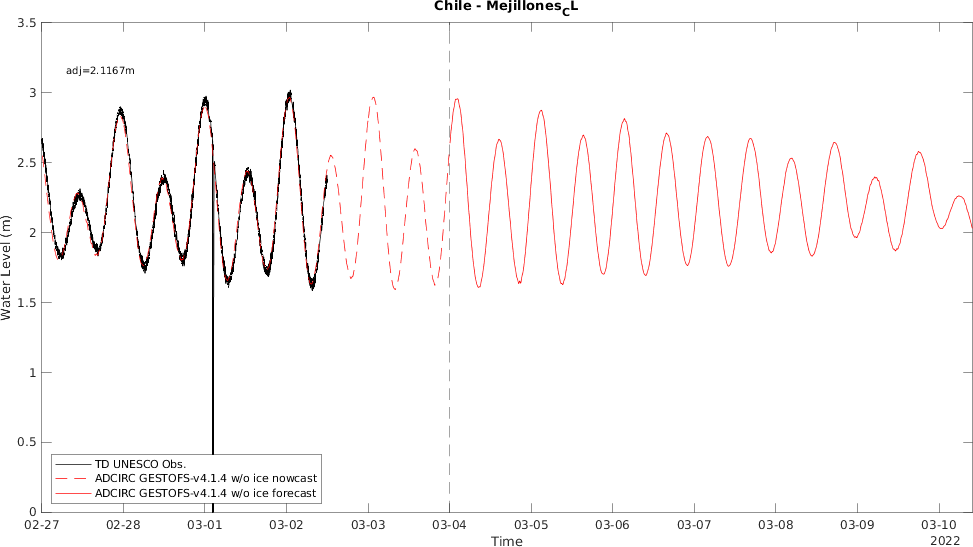 Chile - Mejillones_CL
3.5
3
2.5
2
1.5
1
0.5
0
Water Level (m)
adj=2.1167m
TD UNESCO Obs.
ADCIRC GESTOFS-v4.1.4 w/o ice nowcast
ADCIRC GESTOFS-v4.1.4 w/o ice forecast
02-27 02-28 03-01 03-02 03-03 03-04 03-05 03-06 03-07 03-08 03-09 03-10
Time
2022